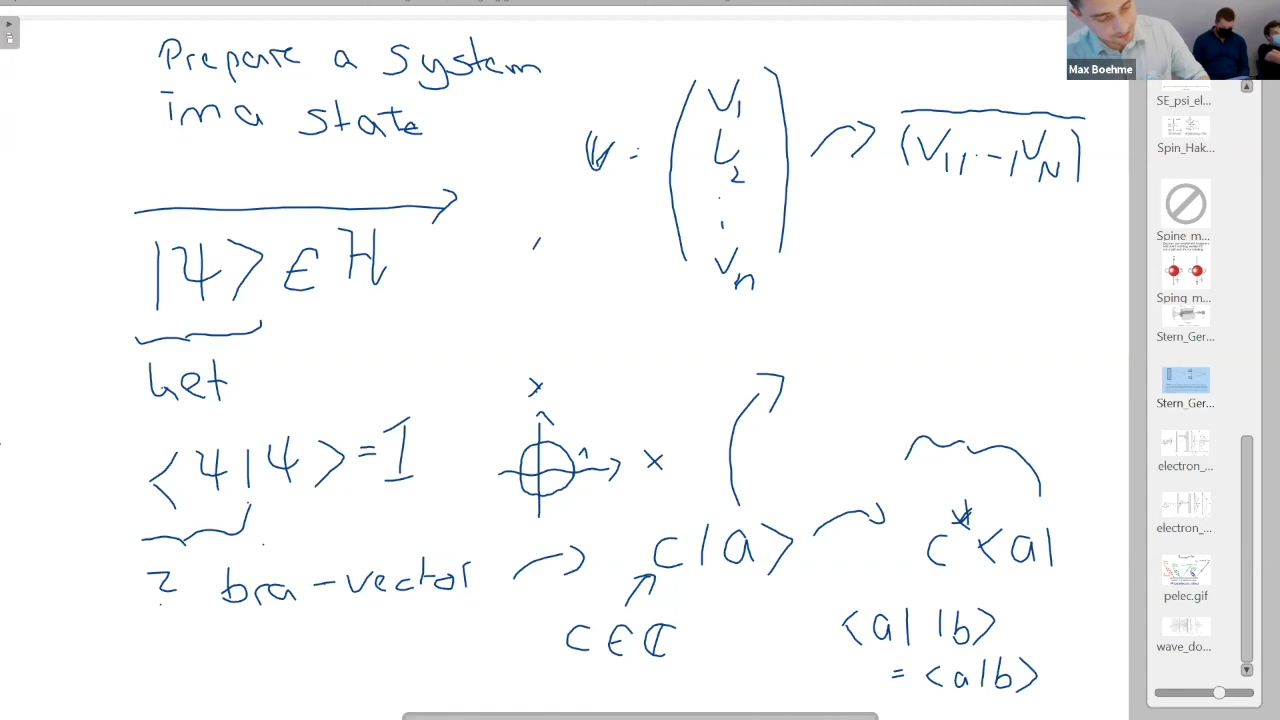 Prepare a system
in a state
|Ψ> ∈ H
ket
<Ψ|Ψ> = 1
? bra-vector
V = (V1 V2 . . Vn)
(V1, ..., VN)
x
x
1
c|a>
c* <a|
c ∈ ℂ
<a| |b>
= <a|b>
Max Boehme
SE_psi_el...
Spin_Hak...
Spine_m...
Sping_m...
Stern_Ger...
Stern_Ger...
electron_...
electron_...
pelec.gif
wave_do...